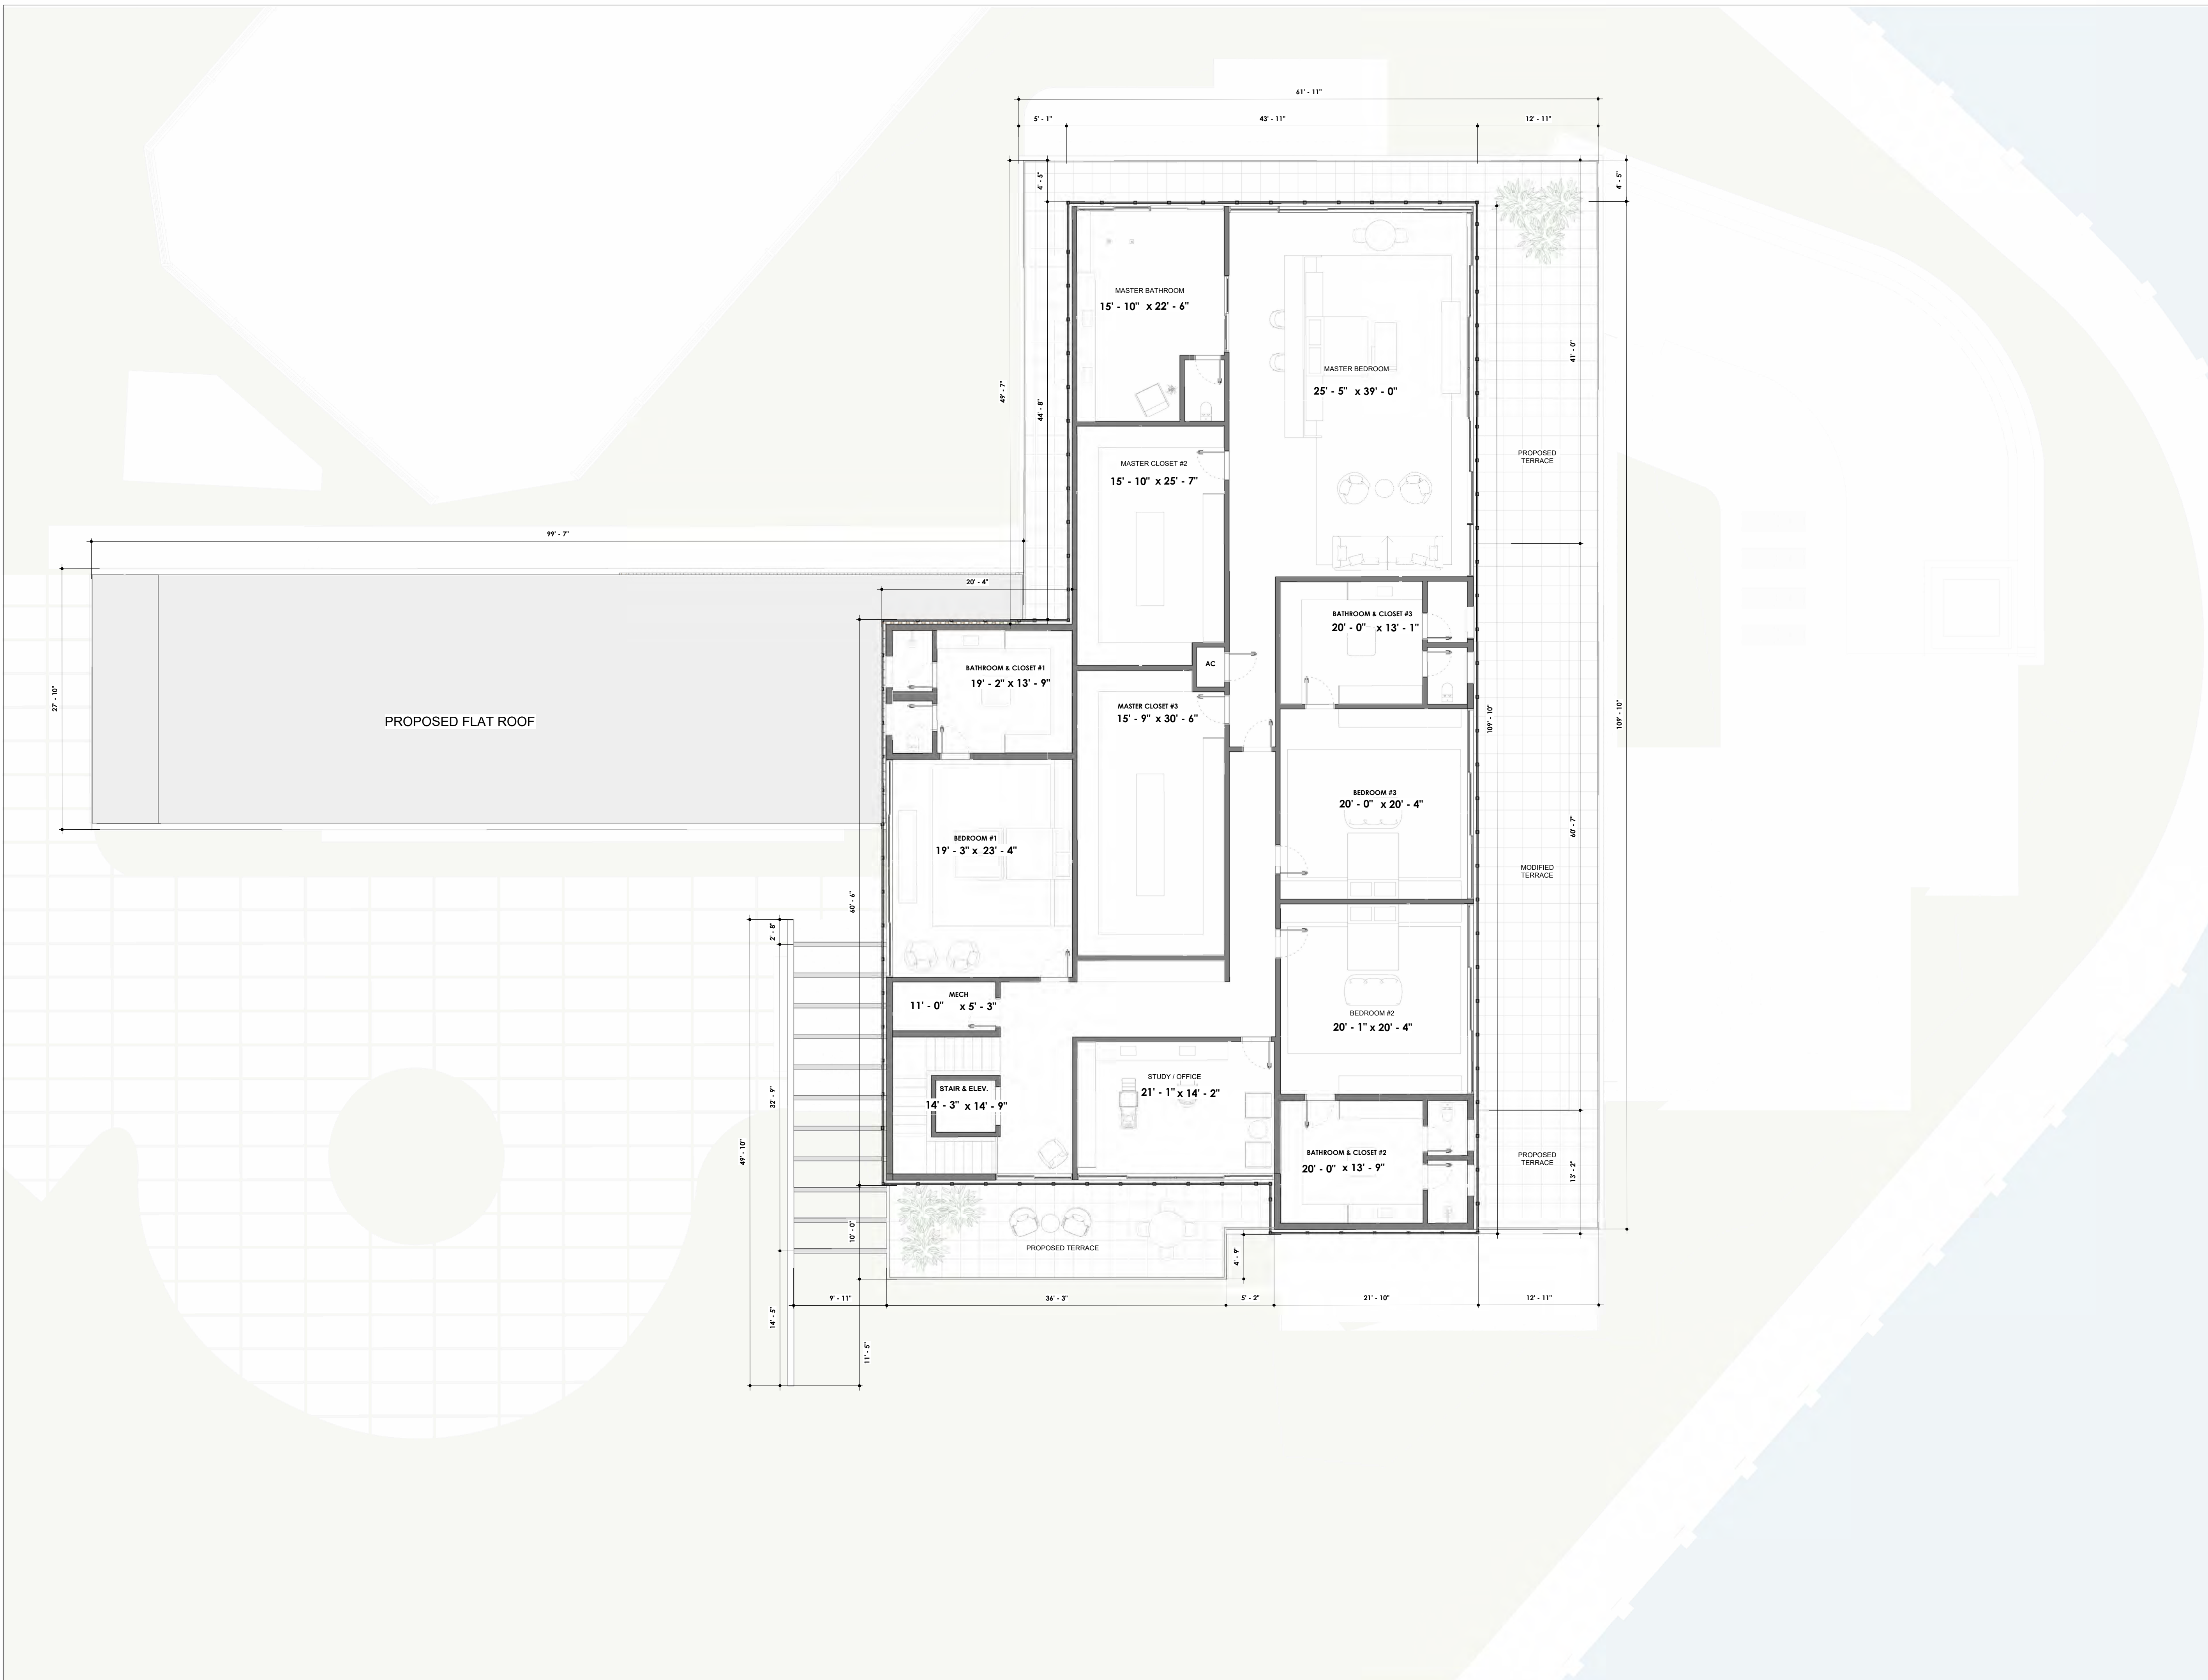 61' - 11"
5' - 1"
43' - 11"
12' - 11"
4' - 5"
4' - 5"
MASTER BATHROOM
15' - 10" x 22' - 6"
MASTER BEDROOM
25' - 5" x 39' - 0"
41' - 0"
49' - 7"
44' - 8"
MASTER CLOSET #2
15' - 10" x 25' - 7"
PROPOSED
TERRACE
99' - 7"
20' - 4"
BATHROOM & CLOSET #3
20' - 0" x 13' - 1"
BATHROOM & CLOSET #1
19' - 2" x 13' - 9"
AC
27' - 10"
PROPOSED FLAT ROOF
MASTER CLOSET #3
15' - 9" x 30' - 6"
109' - 10"
109' - 10"
BEDROOM #3
20' - 0" x 20' - 4"
60' - 7"
BEDROOM #1
19' - 3" x 23' - 4"
MODIFIED
TERRACE
60' - 6"
2' - 8"
MECH
11' - 0" x 5' - 3"
BEDROOM #2
20' - 1" x 20' - 4"
STUDY / OFFICE
21' - 1" x 14' - 2"
STAIR & ELEV.
14' - 3" x 14' - 9"
32' - 9"
49' - 10"
BATHROOM & CLOSET #2
20' - 0" x 13' - 9"
PROPOSED
TERRACE
13' - 2"
10' - 0"
PROPOSED TERRACE
4' - 9"
9' - 11"
36' - 3"
5' - 2"
21' - 10"
12' - 11"
14' - 5"
11' - 5"